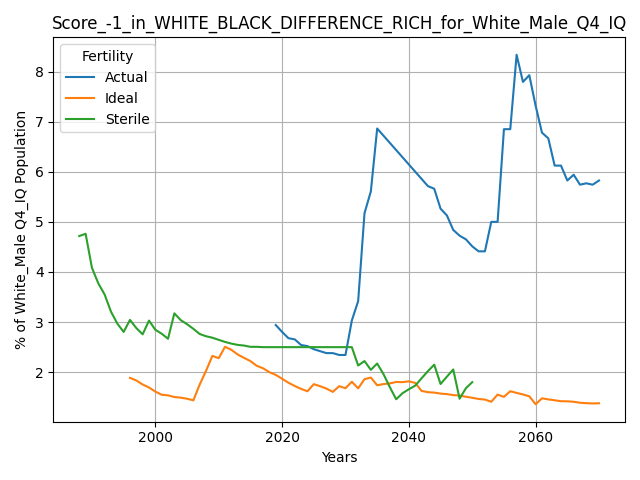 Score_-1_in_WHITE_BLACK_DIFFERENCE_RICH_for_White_Male_Q4_IQ
Fertility
Actual
Ideal
Sterile
% of White_Male Q4_IQ Population
8
7
6
5
4
3
2
2000
2020
2040
2060
Years